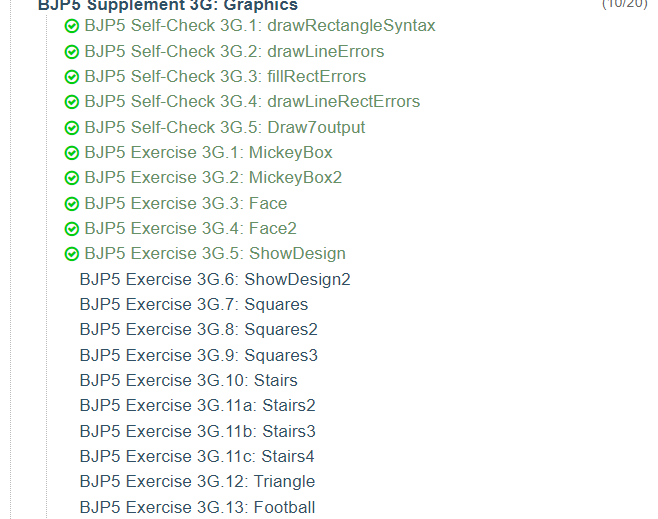 BJP5 Supplement 3G: Graphics (10/20)
BJP5 Self-Check 3G.1: drawRectangleSyntax
BJP5 Self-Check 3G.2: drawLineErrors
BJP5 Self-Check 3G.3: fillRectErrors
BJP5 Self-Check 3G.4: drawLineRectErrors
BJP5 Self-Check 3G.5: Draw7output
BJP5 Exercise 3G.1: MickeyBox
BJP5 Exercise 3G.2: MickeyBox2
BJP5 Exercise 3G.3: Face
BJP5 Exercise 3G.4: Face2
BJP5 Exercise 3G.5: ShowDesign
BJP5 Exercise 3G.6: ShowDesign2
BJP5 Exercise 3G.7: Squares
BJP5 Exercise 3G.8: Squares2
BJP5 Exercise 3G.9: Squares3
BJP5 Exercise 3G.10: Stairs
BJP5 Exercise 3G.11a: Stairs2
BJP5 Exercise 3G.11b: Stairs3
BJP5 Exercise 3G.11c: Stairs4
BJP5 Exercise 3G.12: Triangle
BJP5 Exercise 3G.13: Football